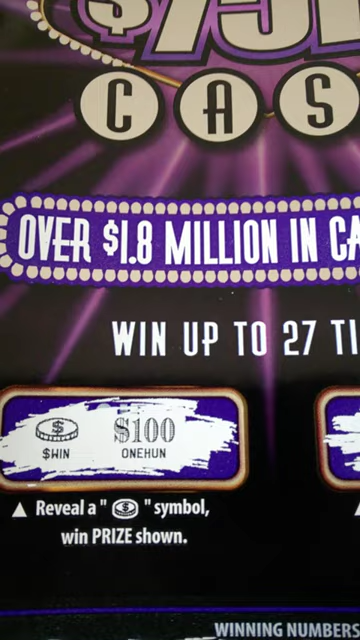 CAS
OVER $1.8 MILLION IN CA
WIN UP TO 27 TI
$100
$WIN ONEHUN
Reveal a " $ " symbol,
win PRIZE shown.
WINNING NUMBERS